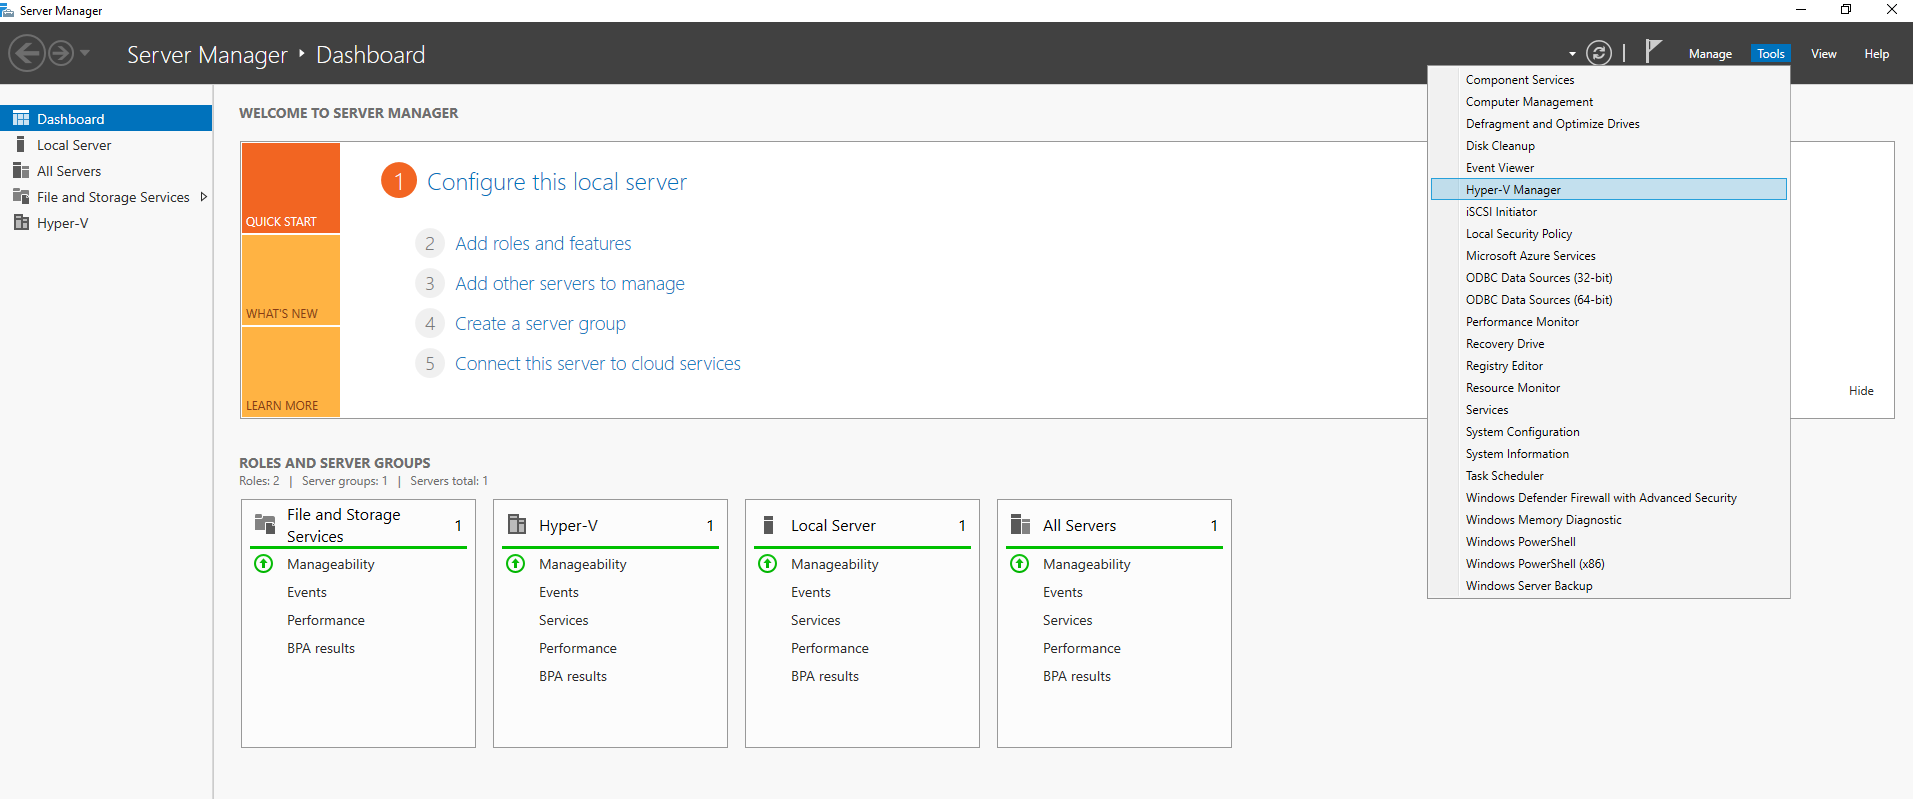 Server Manager
Server Manager ‣ Dashboard
Manage
Tools
View
Help
Dashboard
Local Server
All Servers
File and Storage Services
Hyper-V
WELCOME TO SERVER MANAGER
QUICK START
WHAT'S NEW
LEARN MORE
1 Configure this local server
2 Add roles and features
3 Add other servers to manage
4 Create a server group
5 Connect this server to cloud services
Hide
Component Services
Computer Management
Defragment and Optimize Drives
Disk Cleanup
Event Viewer
Hyper-V Manager
iSCSI Initiator
Local Security Policy
Microsoft Azure Services
ODBC Data Sources (32-bit)
ODBC Data Sources (64-bit)
Performance Monitor
Recovery Drive
Registry Editor
Resource Monitor
Services
System Configuration
System Information
Task Scheduler
Windows Defender Firewall with Advanced Security
Windows Memory Diagnostic
Windows PowerShell
Windows PowerShell (x86)
Windows Server Backup
ROLES AND SERVER GROUPS
Roles: 2 | Server groups: 1 | Servers total: 1
File and Storage
Services
1
Manageability
Events
Performance
BPA results
Hyper-V 1
Manageability
Events
Services
Performance
BPA results
Local Server 1
Manageability
Events
Services
Performance
BPA results
All Servers 1
Manageability
Events
Services
Performance
BPA results